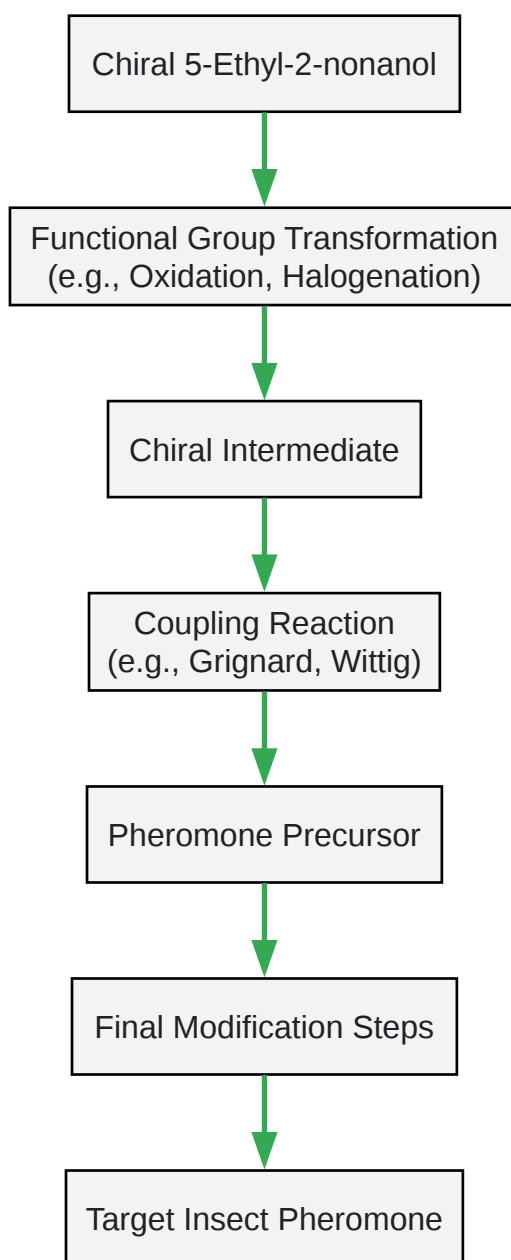 Chiral 5-Ethyl-2-nonanol
Functional Group Transformation
(e.g., Oxidation, Halogenation)
Chiral Intermediate
Coupling Reaction
(e.g., Grignard, Wittig)
Pheromone Precursor
Final Modification Steps
Target Insect Pheromone